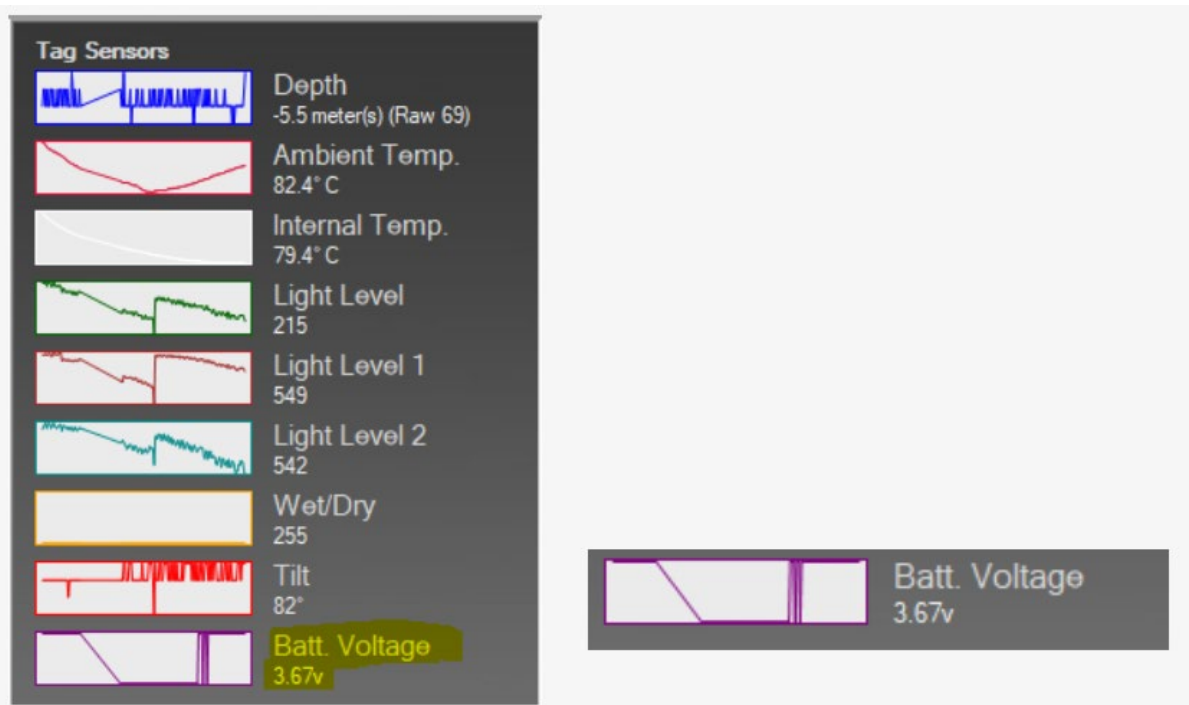 Tag Sensors
Depth
-5.5 meter(s) (Raw 69)
Ambient Temp.
82.4° C
Internal Temp.
79.4° C
Light Level
215
Light Level 1
549
Light Level 2
542
Wet/Dry
255
Tilt
82°
Batt. Voltage
3.67v
Batt. Voltage
3.67v